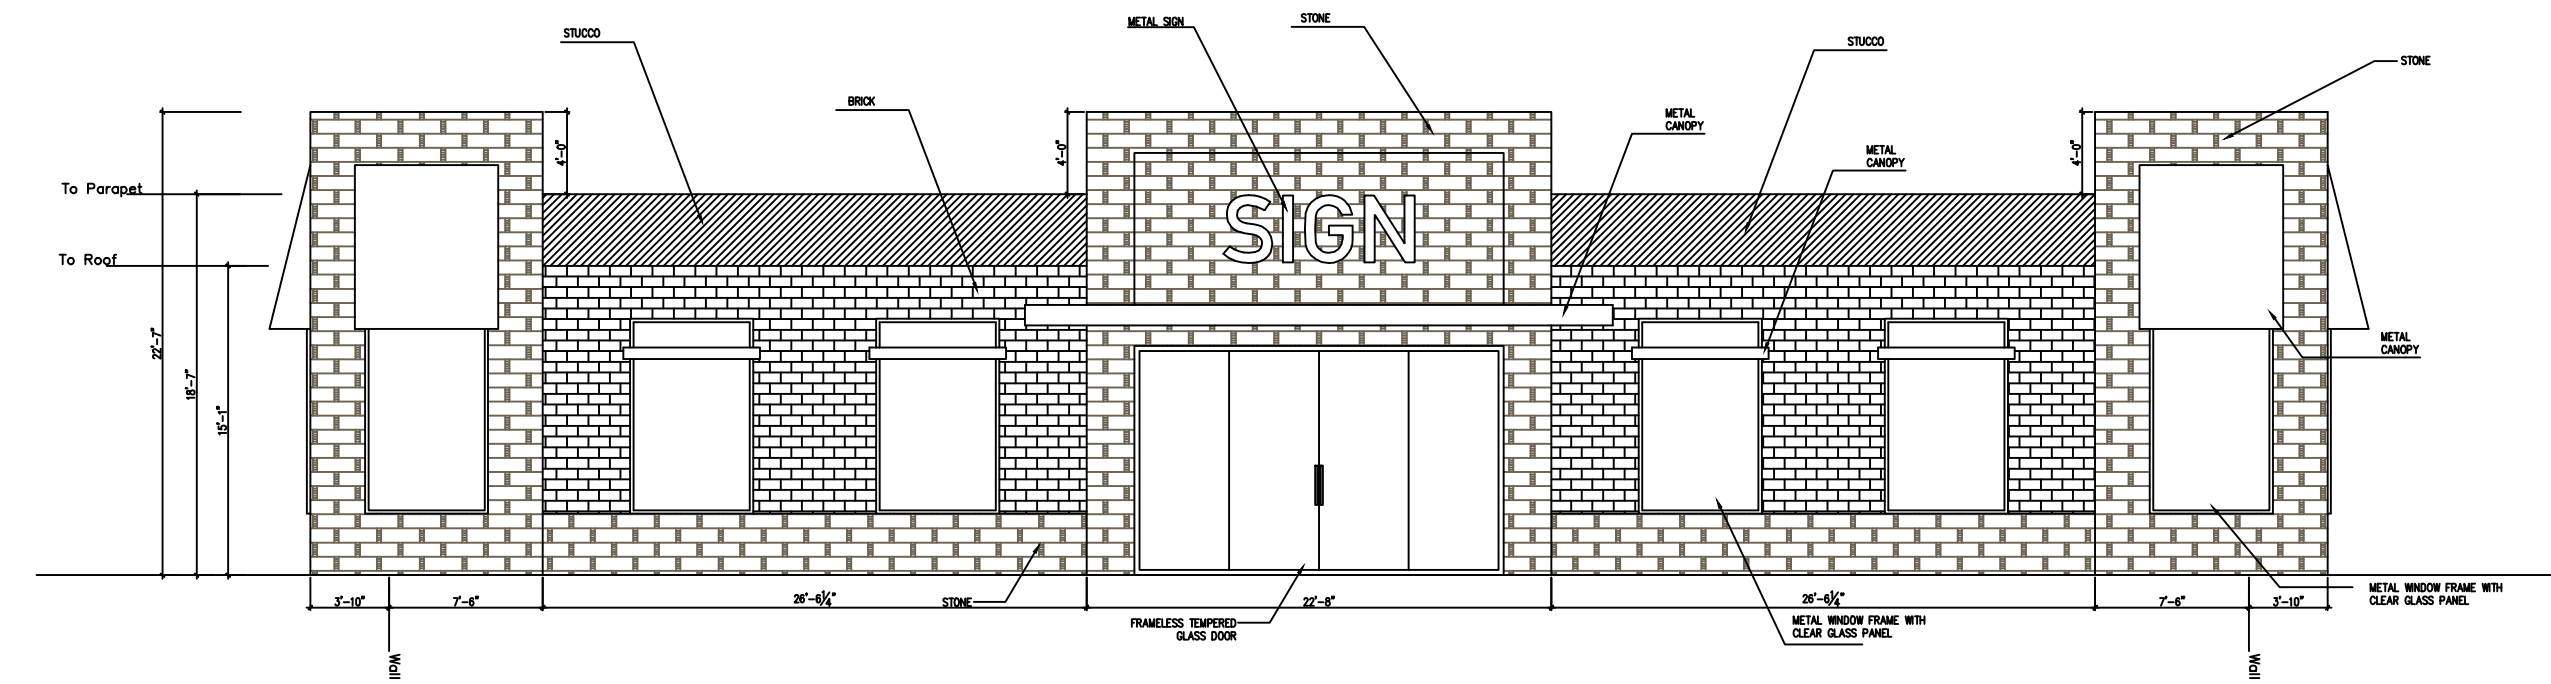 METAL SIGN
STONE
STUCCO
STUCCO
STONE
BRICK
METAL
CANOPY
METAL
CANOPY
4'-0"
4'-0"
4'-0"
To Parapet
SIGN
To Roof
22'-7"
18'-7"
15'-1"
METAL
CANOPY
3'-10"
7'-6"
26'-6¼"
STONE
22'-8"
26'-6¼"
7'-6"
3'-10"
METAL WINDOW FRAME WITH
CLEAR GLASS PANEL
FRAMELESS TEMPERED
GLASS DOOR
METAL WINDOW FRAME WITH
CLEAR GLASS PANEL
Wall
Wall